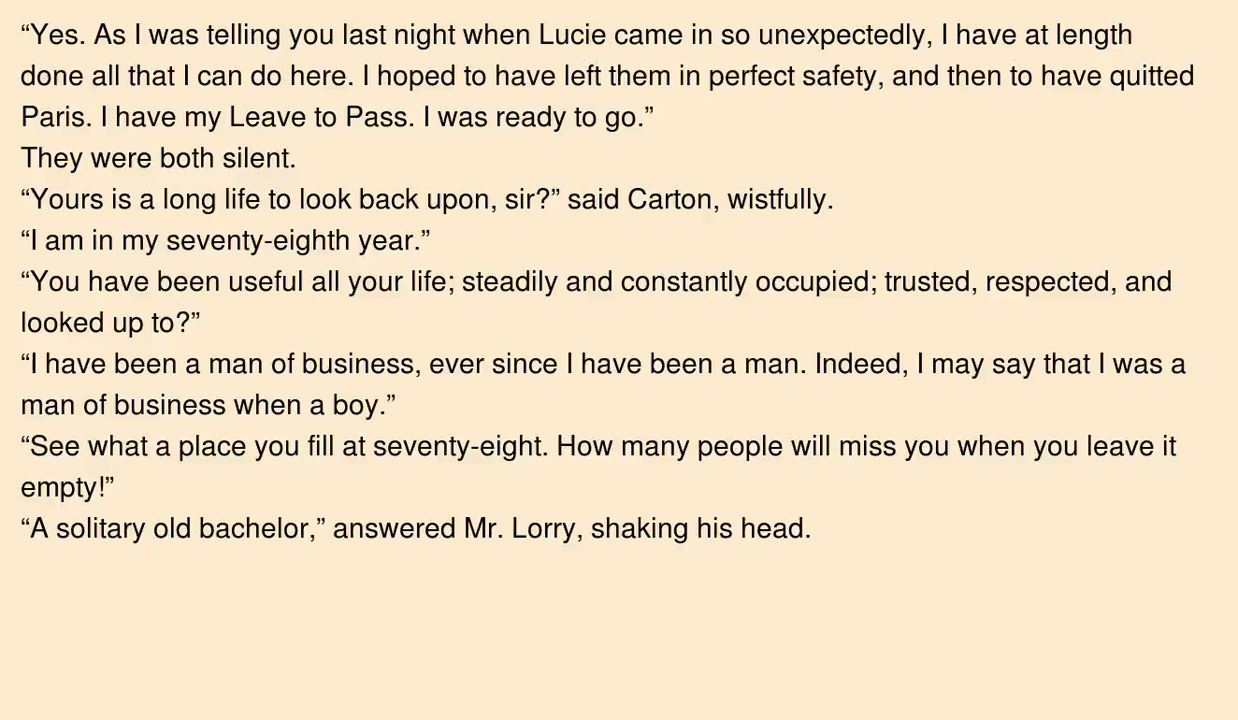 “Yes. As I was telling you last night when Lucie came in so unexpectedly, I have at length
done all that I can do here. I hoped to have left them in perfect safety, and then to have quitted
Paris. I have my Leave to Pass. I was ready to go.”
They were both silent.
“Yours is a long life to look back upon, sir?” said Carton, wistfully.
“I am in my seventy-eighth year.”
“You have been useful all your life; steadily and constantly occupied; trusted, respected, and
looked up to?”
“I have been a man of business, ever since I have been a man. Indeed, I may say that I was a
man of business when a boy.”
“See what a place you fill at seventy-eight. How many people will miss you when you leave it
empty!”
“A solitary old bachelor,” answered Mr. Lorry, shaking his head.